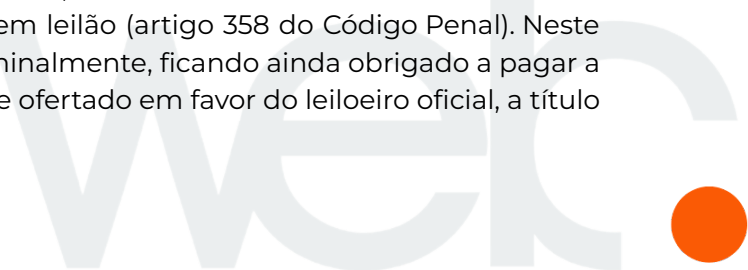 em leilão (artigo 358 do Código Penal). Neste
ninalmente, ficando ainda obrigado a pagar a
e ofertado em favor do leiloeiro oficial, a título
web.